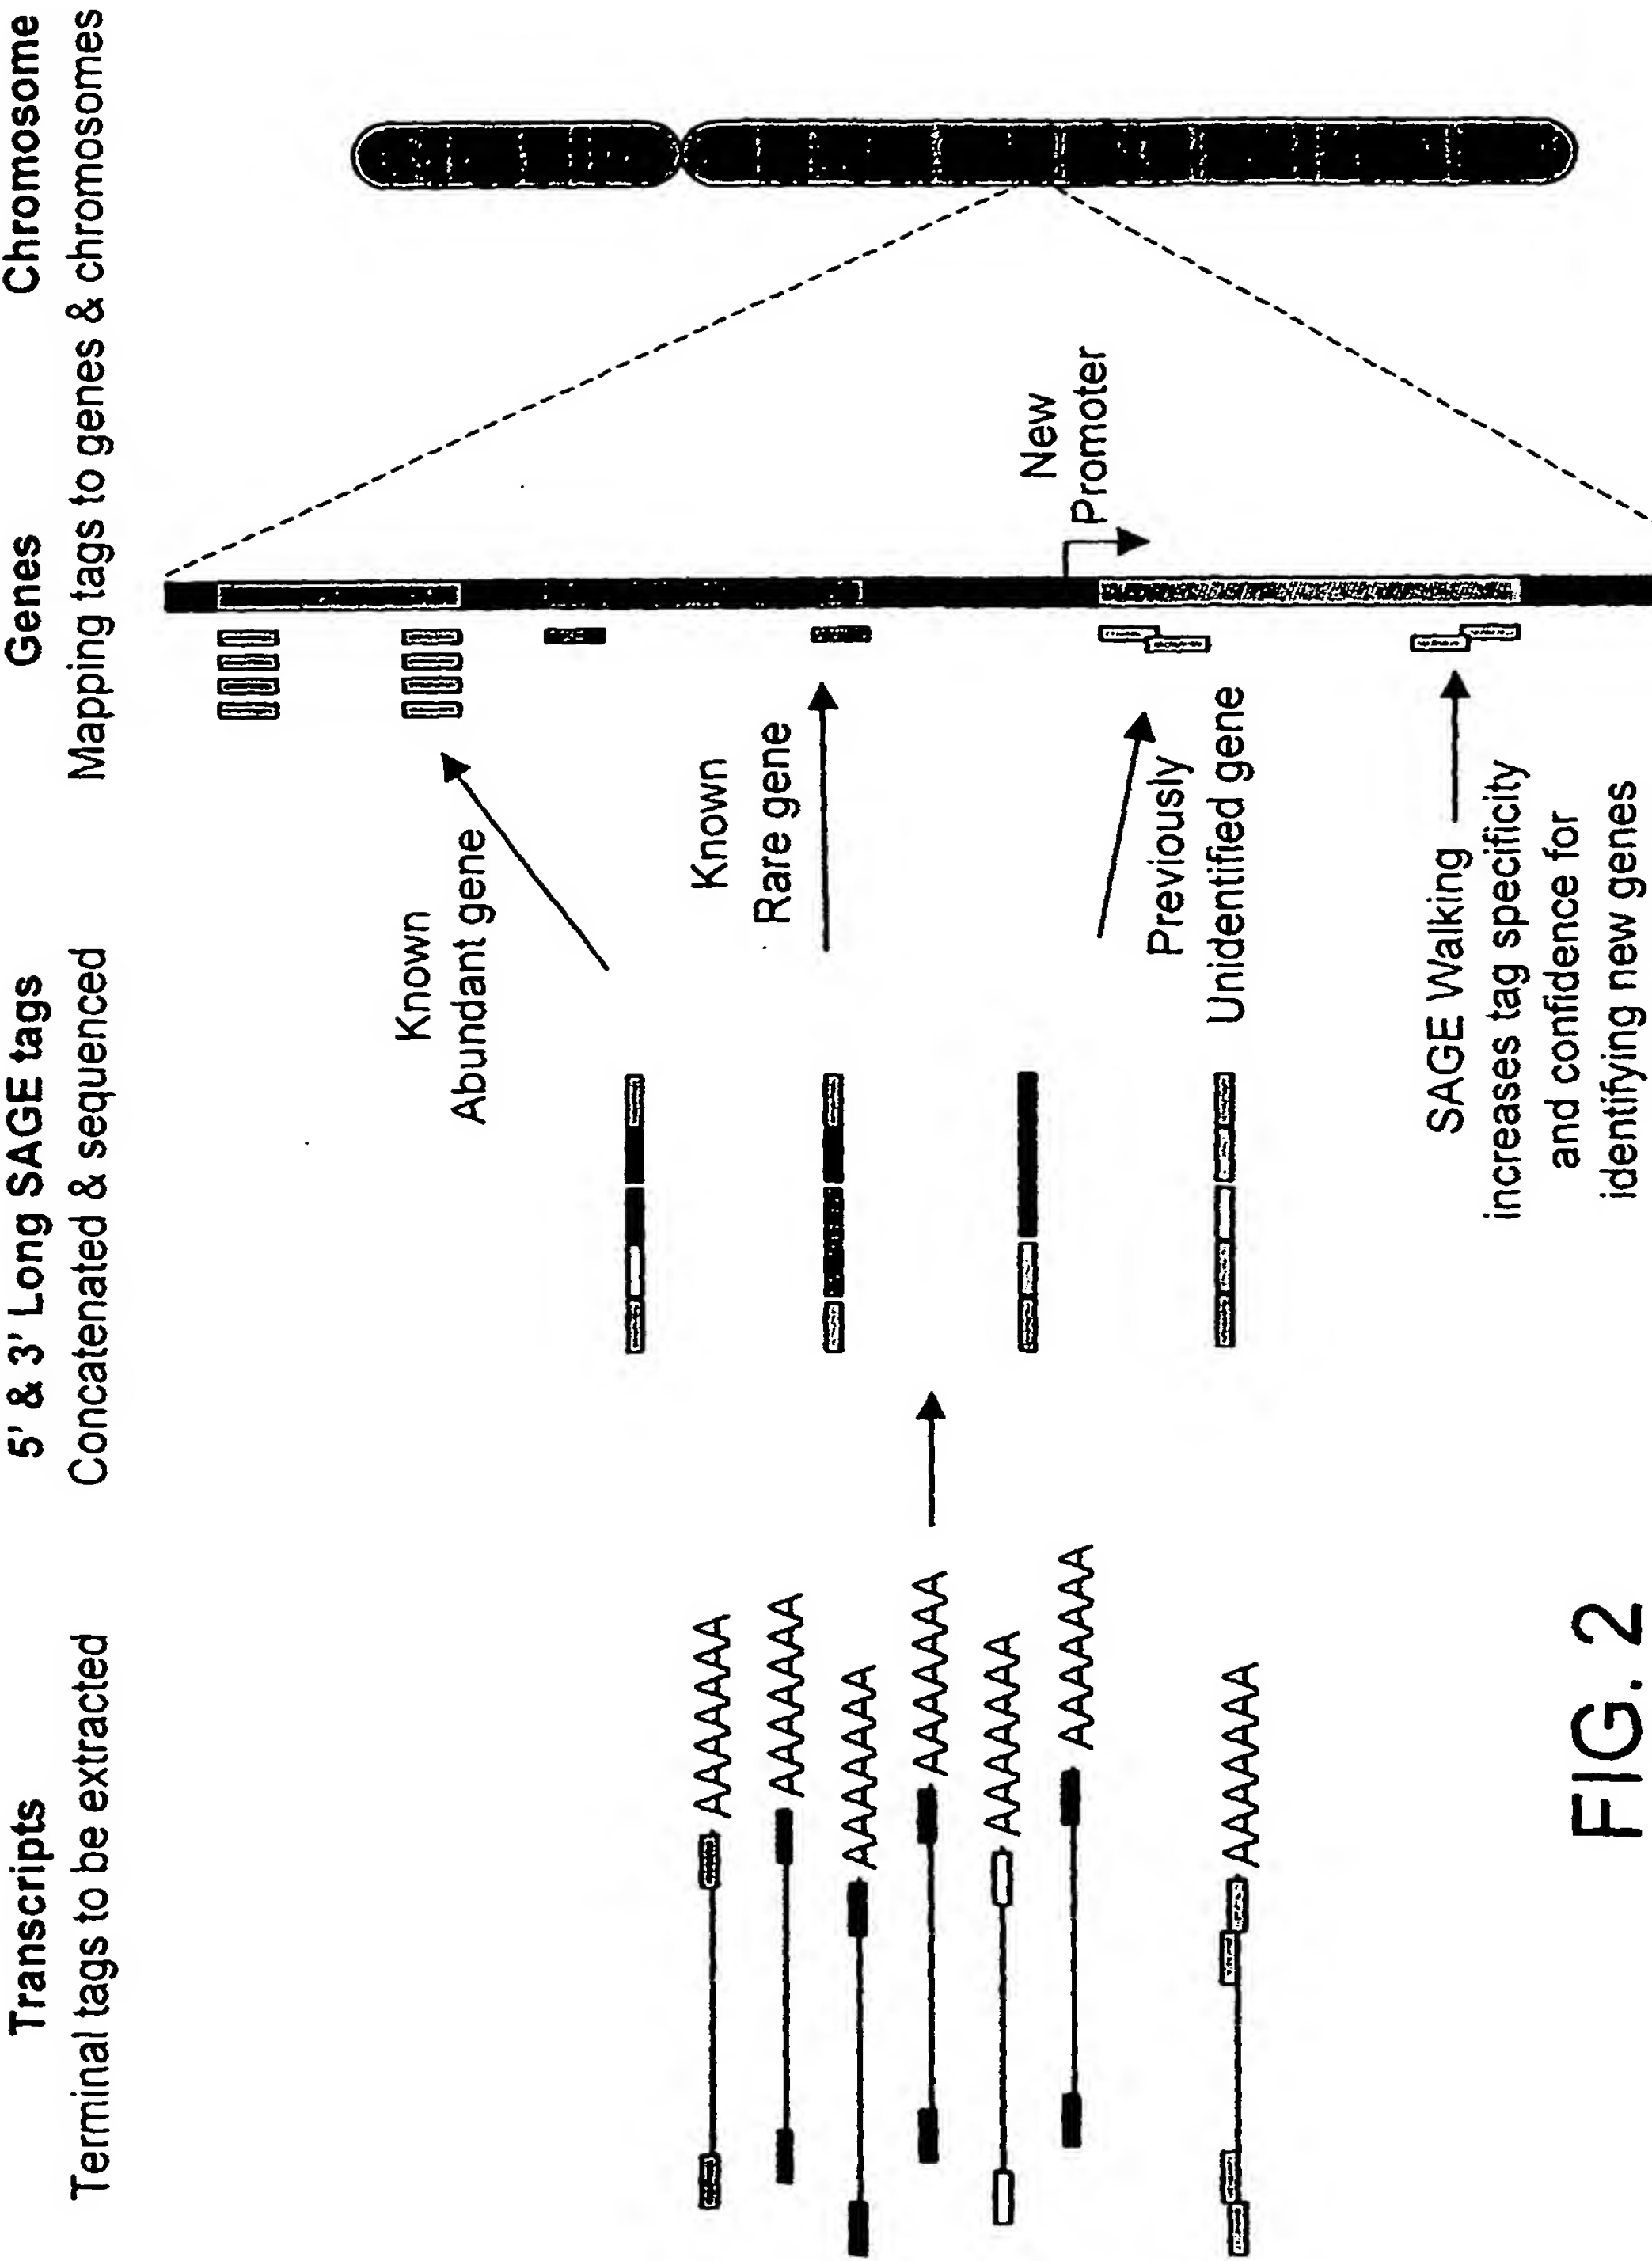 Transcripts
Terminal tags to be extracted
5' & 3' Long SAGE tags
Concatenated & sequenced
Genes
Chromosome
Mapping tags to genes & chromosomes
AAAAAAA
AAAAAAA
AAAAAAA
AAAAAAA
AAAAAAA
AAAAAAA
AAAAAAA
Known
Abundant gene
Known
Rare gene
Previously
Unidentified gene
SAGE Walking
increases tag specificity
and confidence for
identifying new genes
New
Promoter
FIG. 2